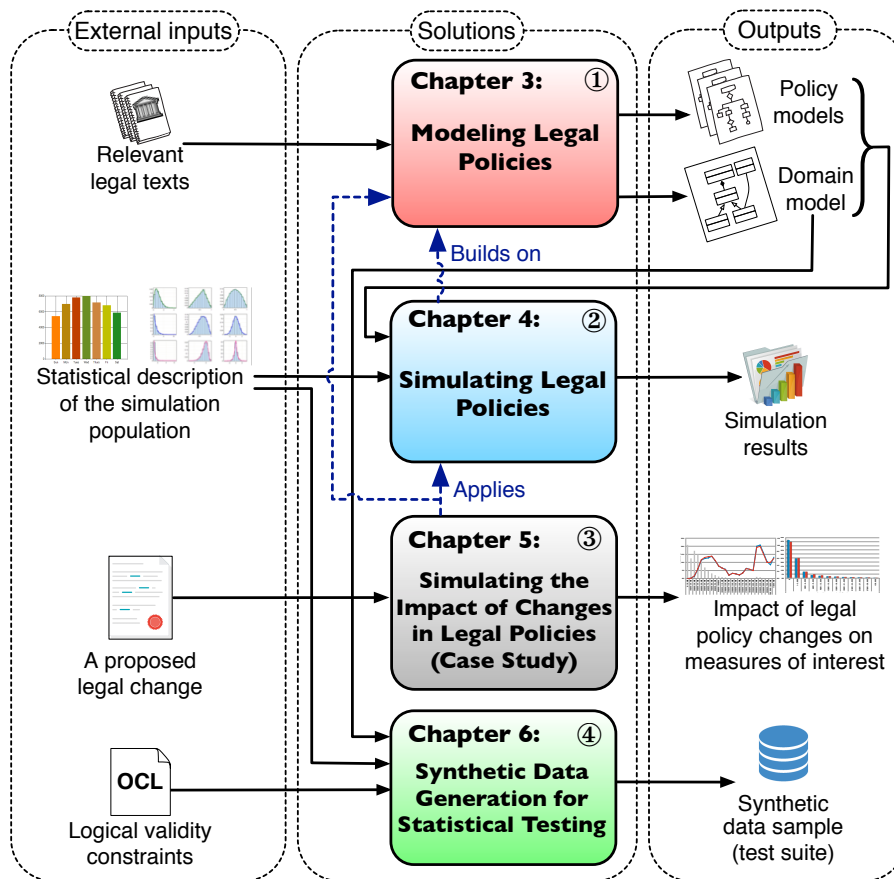 External inputs
Solutions
Outputs
Relevant
legal texts
Chapter 3: ①
Modeling Legal
Policies
Policy
models
Domain
model
Builds on
Statistical description
of the simulation
population
Chapter 4: ②
Simulating Legal
Policies
Simulation
results
Applies
A proposed
legal change
Chapter 5: ③
Simulating the
Impact of Changes
in Legal Policies
(Case Study)
Impact of legal
policy changes on
measures of interest
OCL
Logical validity
constraints
Chapter 6: ④
Synthetic Data
Generation for
Statistical Testing
Synthetic
data sample
(test suite)